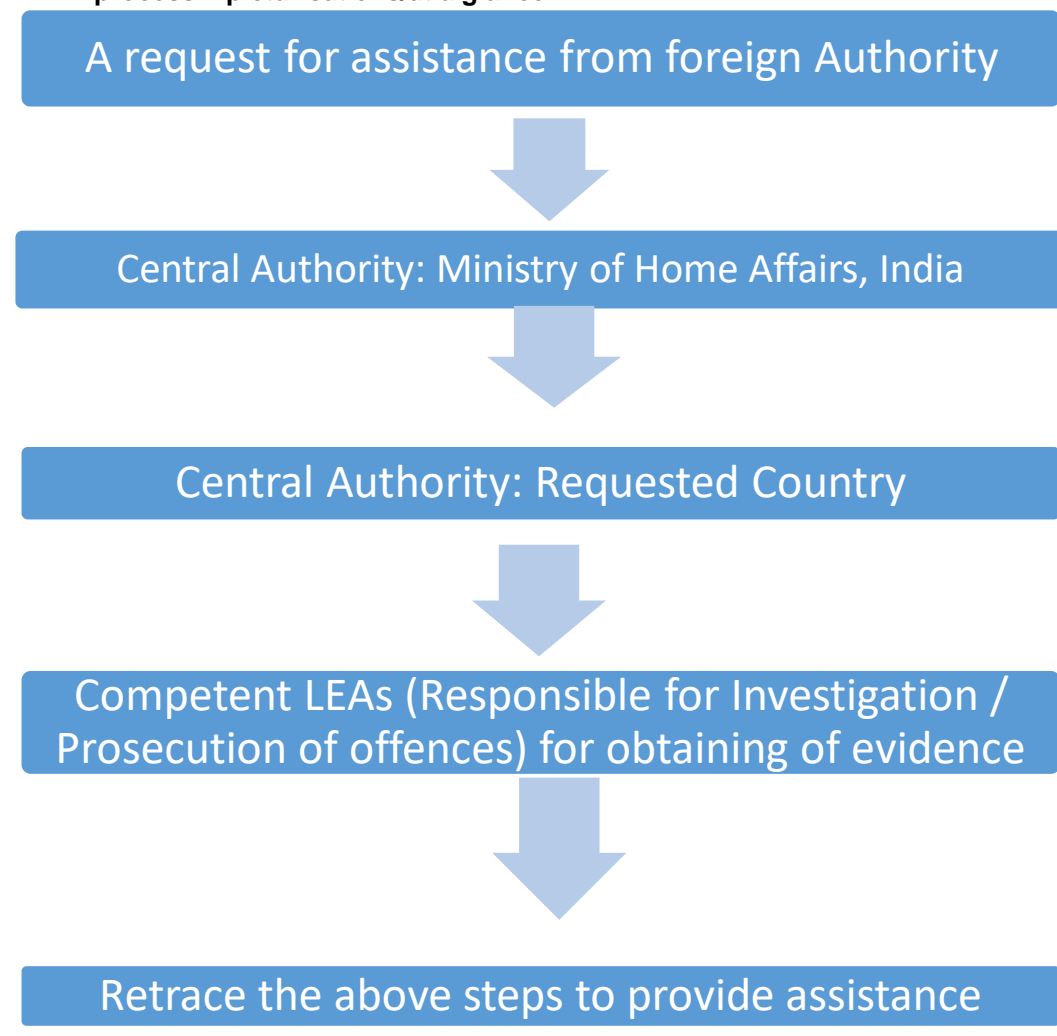 A request for assistance from foreign Authority
Central Authority: Ministry of Home Affairs, India
Central Authority: Requested Country
Competent LEAs (Responsible for Investigation /
Prosecution of offences) for obtaining of evidence
Retrace the above steps to provide assistance